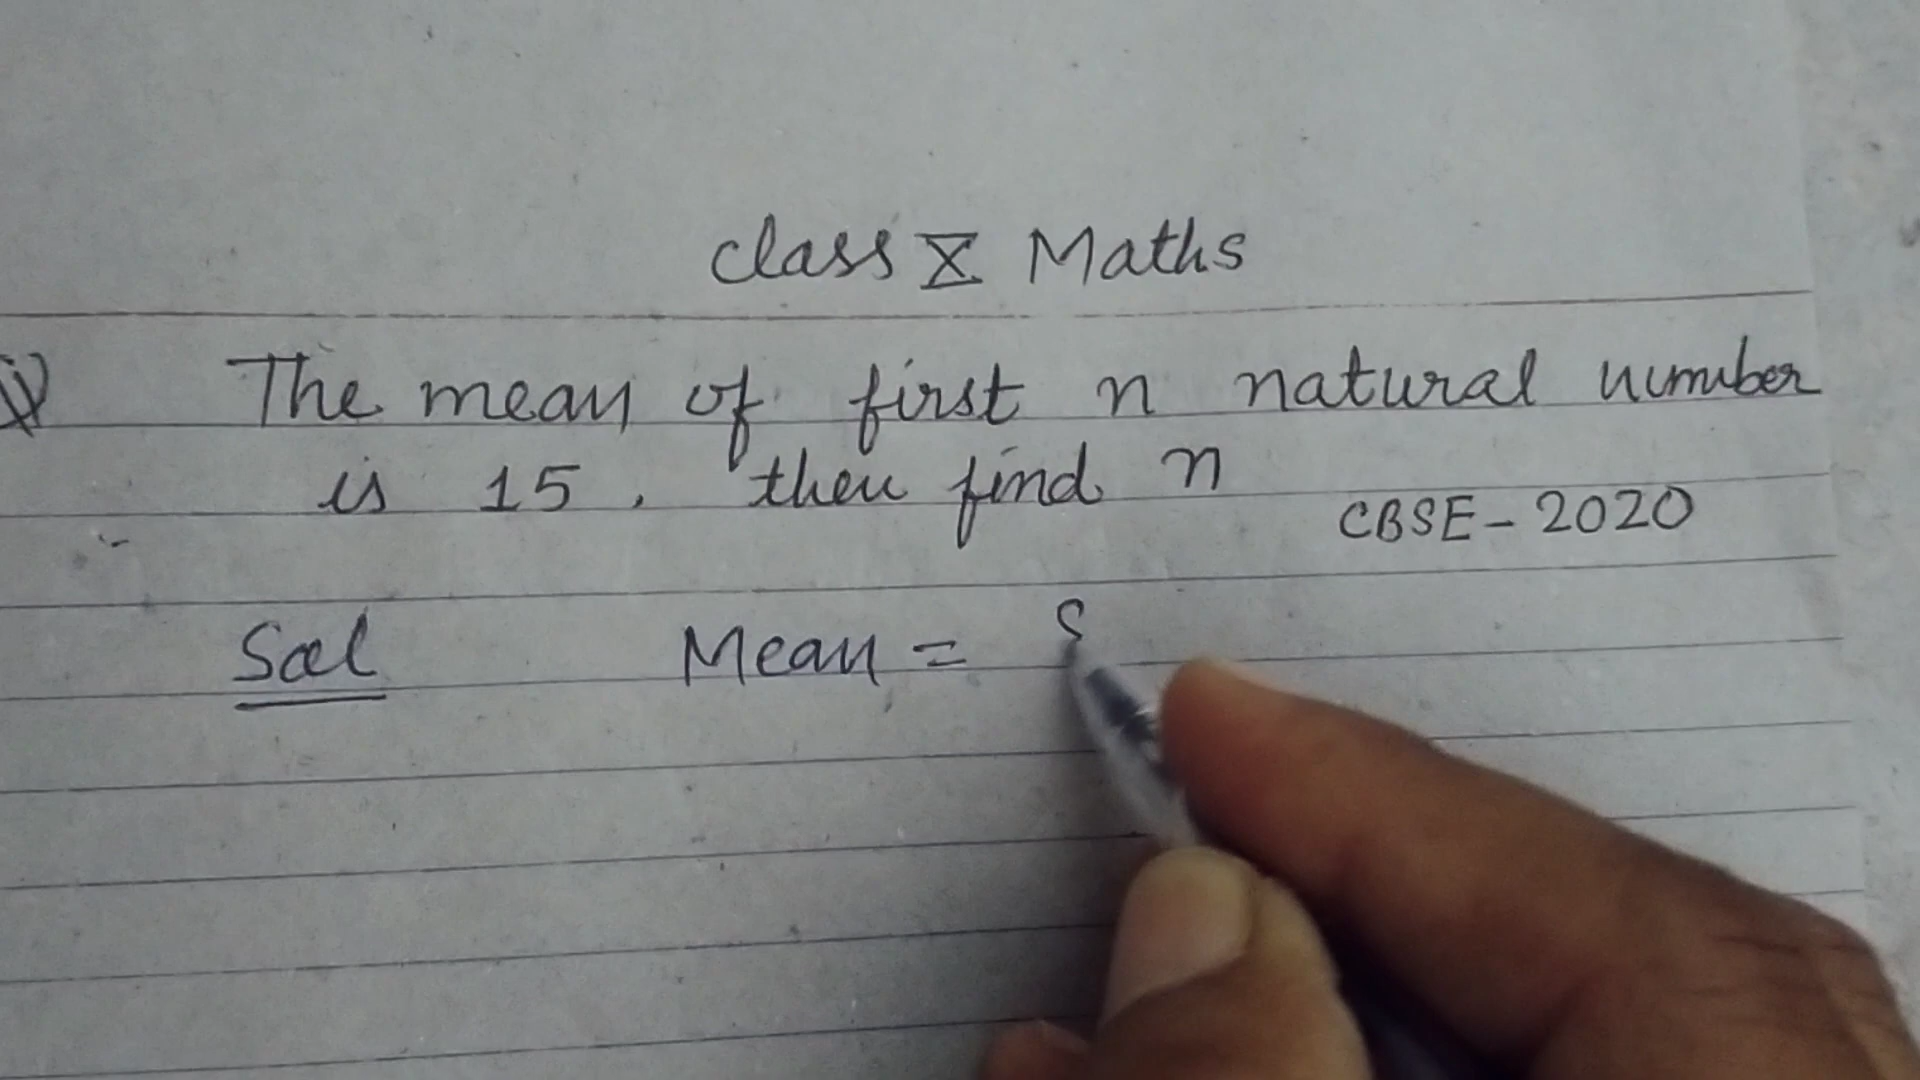 Class X Maths
The mean of first n natural number
is 15, then find n
CBSE - 2020
Sol Mean = S